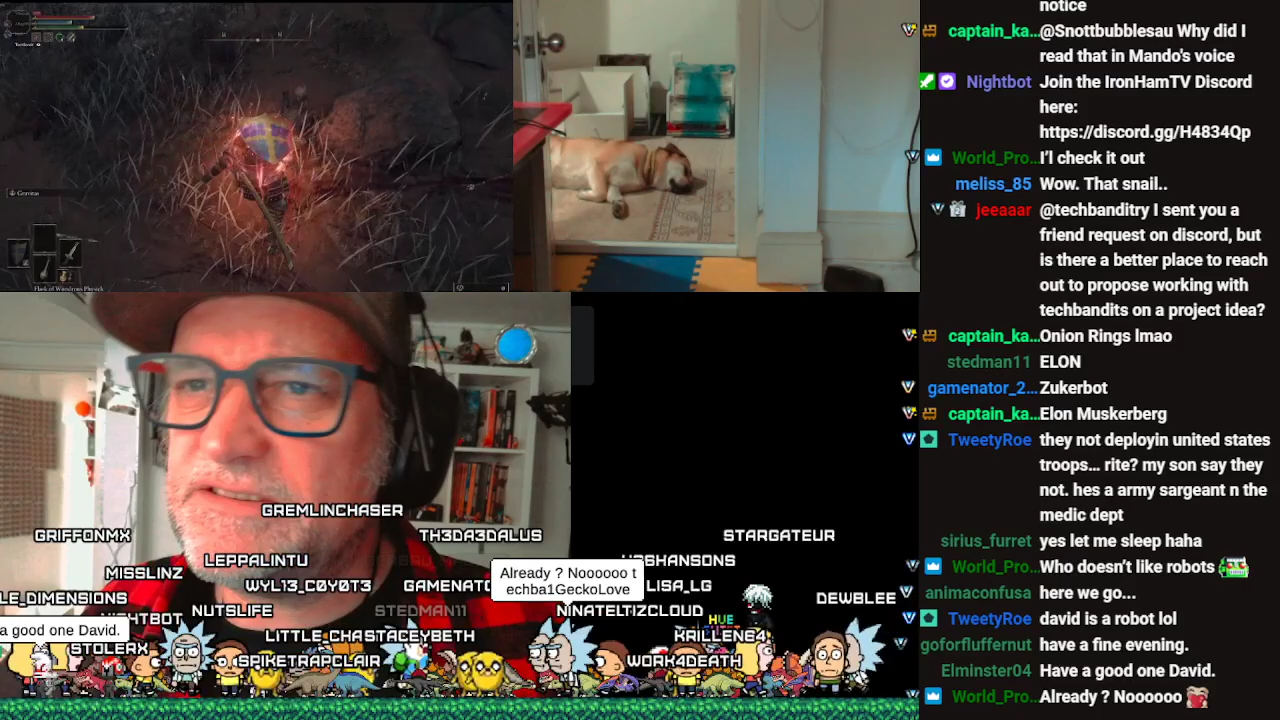 Gravitas
Flask of Wondrous Physick
GREMLINCHASER
GRIFFONMX
TH3DA3DALUS
STARGATEUR
LEPPALINTU
MISSLINZ
WYL13_C0Y0T3
LISA_LG
LE_DIMENSIONS
NUTSLIFE
STEDMAN11
NINATELTIZCLOUD
DEWBLEE
HUE
STOLERX
KRILLEN64
SPIKETRAPCLAIR
WORK4DEATH
Already ? Noooooo t
echba1GeckoLove
a good one David.
notice
captain_ka... @Snottbubblesau Why did I
read that in Mando's voice
Nightbot Join the IronHamTV Discord
here:
https://discord.gg/H4834Qp
World_Pro... I'l check it out
meliss_85 Wow. That snail..
jeeaaar @techbanditry I sent you a
friend request on discord, but
is there a better place to reach
out to propose working with
techbandits on a project idea?
captain_ka... Onion Rings lmao
stedman11 ELON
gamenator_2... Zukerbot
captain_ka... Elon Muskerberg
TweetyRoe they not deployin united states
troops... rite? my son say they
not. hes a army sargeant n the
medic dept
sirius_furret yes let me sleep haha
World_Pro... Who doesn't like robots
animaconfusa here we go...
TweetyRoe david is a robot lol
goforfluffernut have a fine evening.
Elminster04 Have a good one David.
World_Pro... Already ? Noooooo